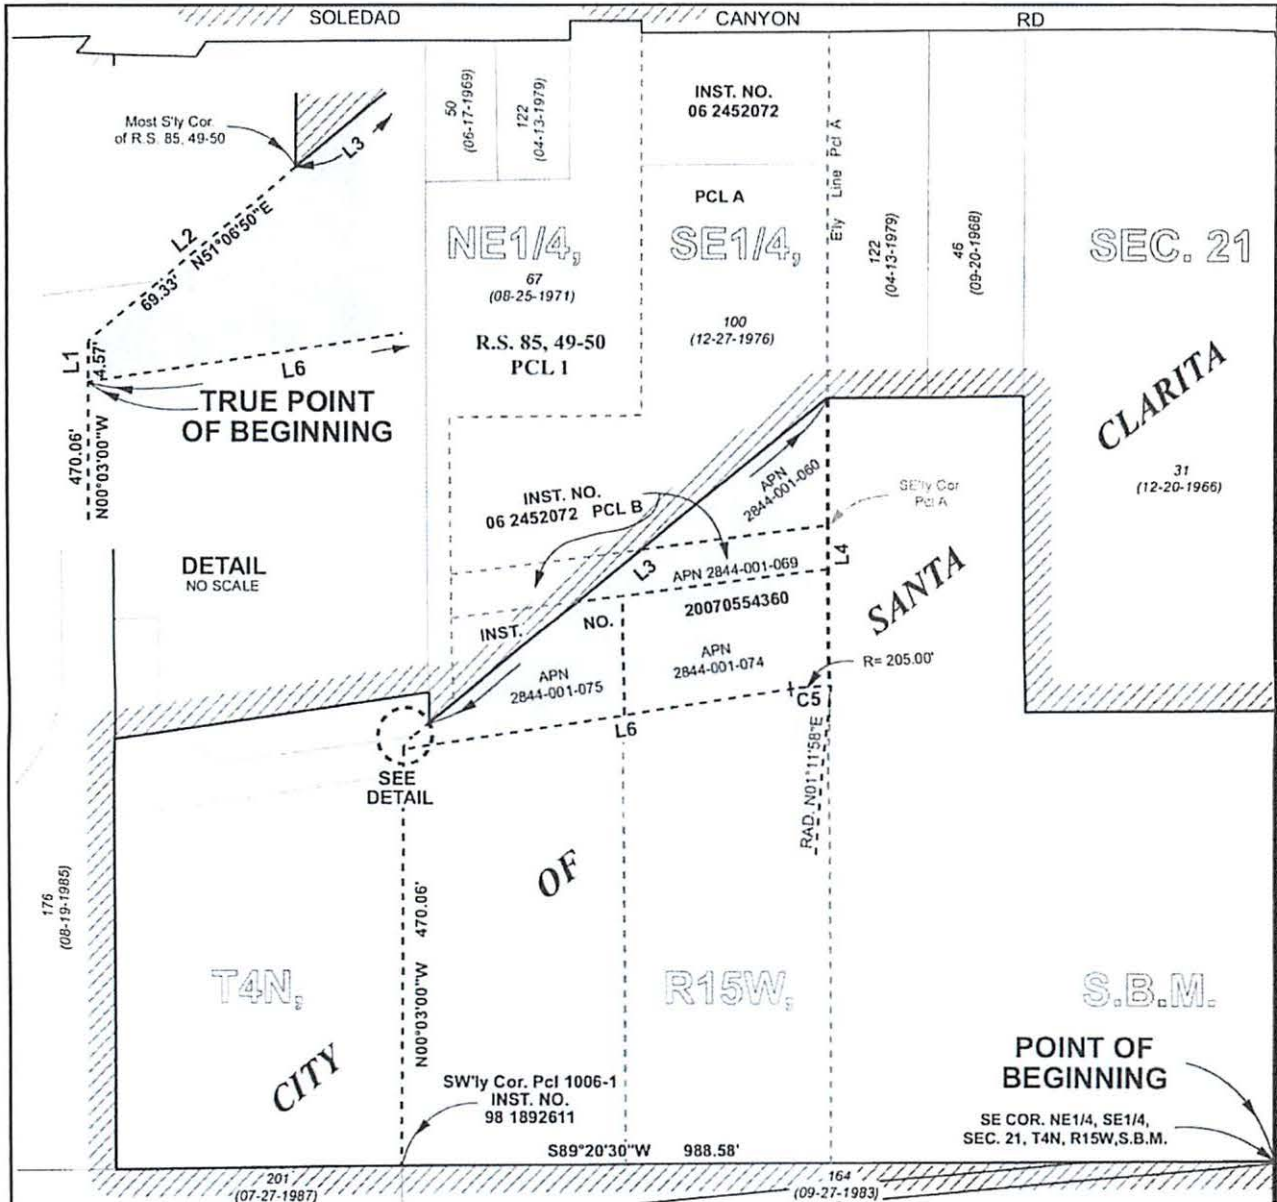 SOLEDAD CANYON RD
Most S'ly Cor.
of R.S. 85, 49-50
L3
L2
N51°06'50"E
69.33'
L1
4.57'
L6
TRUE POINT
OF BEGINNING
470.06'
N00°03'00"W
DETAIL
NO SCALE
50
(06-17-1969)
122
(04-13-1979)
INST. NO.
06 2452072
PCL A
E'ly Line Pcl A
NE1/4, SE1/4, SEC. 21
67
(08-25-1971)
R.S. 85, 49-50
PCL 1
100
(12-27-1976)
122
(04-13-1979)
46
(09-20-1968)
CLARITA
31
(12-20-1966)
INST. NO.
06 2452072 PCL B
APN
2844-001-060
SE'ly Cor
Pcl A
L3
APN 2844-001-069
L4
20070554360
INST. NO.
SANTA
APN
2844-001-075
APN
2844-001-074
R= 205.00'
C5
L6
RAD. N01°11'58"E
SEE
DETAIL
OF
176
(08-19-1985)
N00°03'00"W 470.06'
T4N, R15W, S.B.M.
CITY
POINT OF
BEGINNING
SW'ly Cor. Pcl 1006-1
INST. NO.
98 1892611
SE COR. NE1/4, SE1/4,
SEC. 21, T4N, R15W,S.B.M.
S89°20'30"W 988.58'
201
(07-27-1987)
164
(09-27-1983)